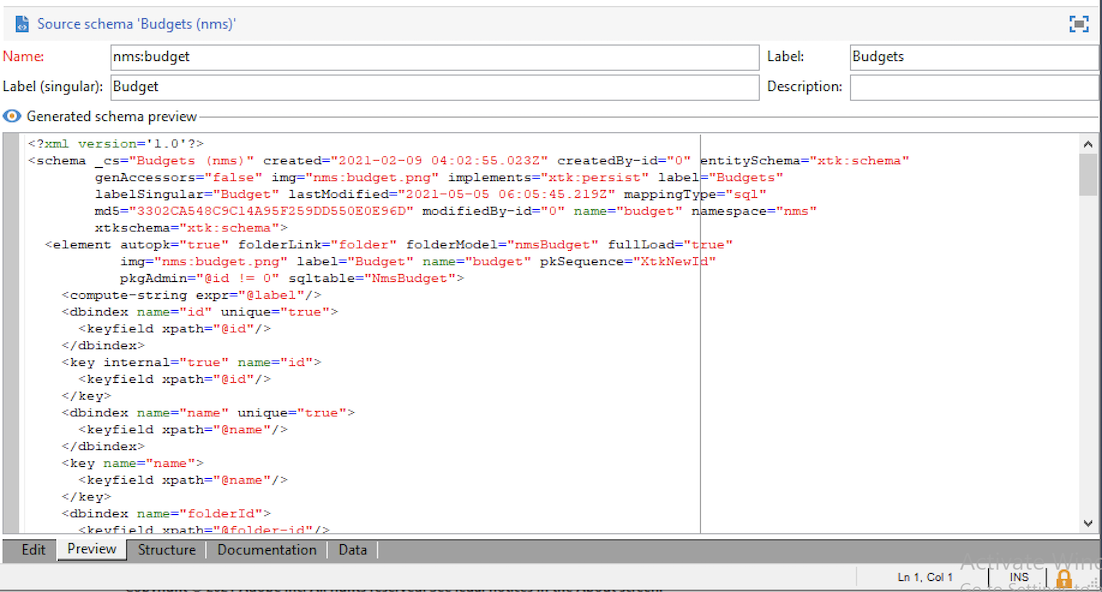 Source schema 'Budgets (nms)'
Name: nms:budget Label: Budgets
Label (singular): Budget Description:
Generated schema preview
<?xml version='1.0'?>
<schema _cs="Budgets (nms)" created="2021-02-09 04:02:55.023Z" createdBy-id="0" entitySchema="xtk:schema"
genAccessors="false" img="nms:budget.png" implements="xtk:persist" label="Budgets"
labelSingular="Budget" lastModified="2021-05-05 06:05:45.219Z" mappingType="sql"
md5="3302CA548C9C14A95F259DD550E0E96D" modifiedBy-id="0" name="budget" namespace="nms"
xtkschema="xtk:schema">
<element autopk="true" folderLink="folder" folderModel="nmsBudget" fullLoad="true"
img="nms:budget.png" label="Budget" name="budget" pkSequence="XtkNewId"
pkgAdmin="@id != 0" sqltable="NmsBudget">
<compute-string expr="@label"/>
<dbindex name="id" unique="true">
<keyfield xpath="@id"/>
</dbindex>
<key internal="true" name="id">
<keyfield xpath="@id"/>
</key>
<dbindex name="name" unique="true">
<keyfield xpath="@name"/>
</dbindex>
<key name="name">
<keyfield xpath="@name"/>
</key>
<dbindex name="folderId">
<keyfield xpath="@folder-id"/>
Edit Preview Structure Documentation Data
Activate Win
Ln 1, Col 1 INS